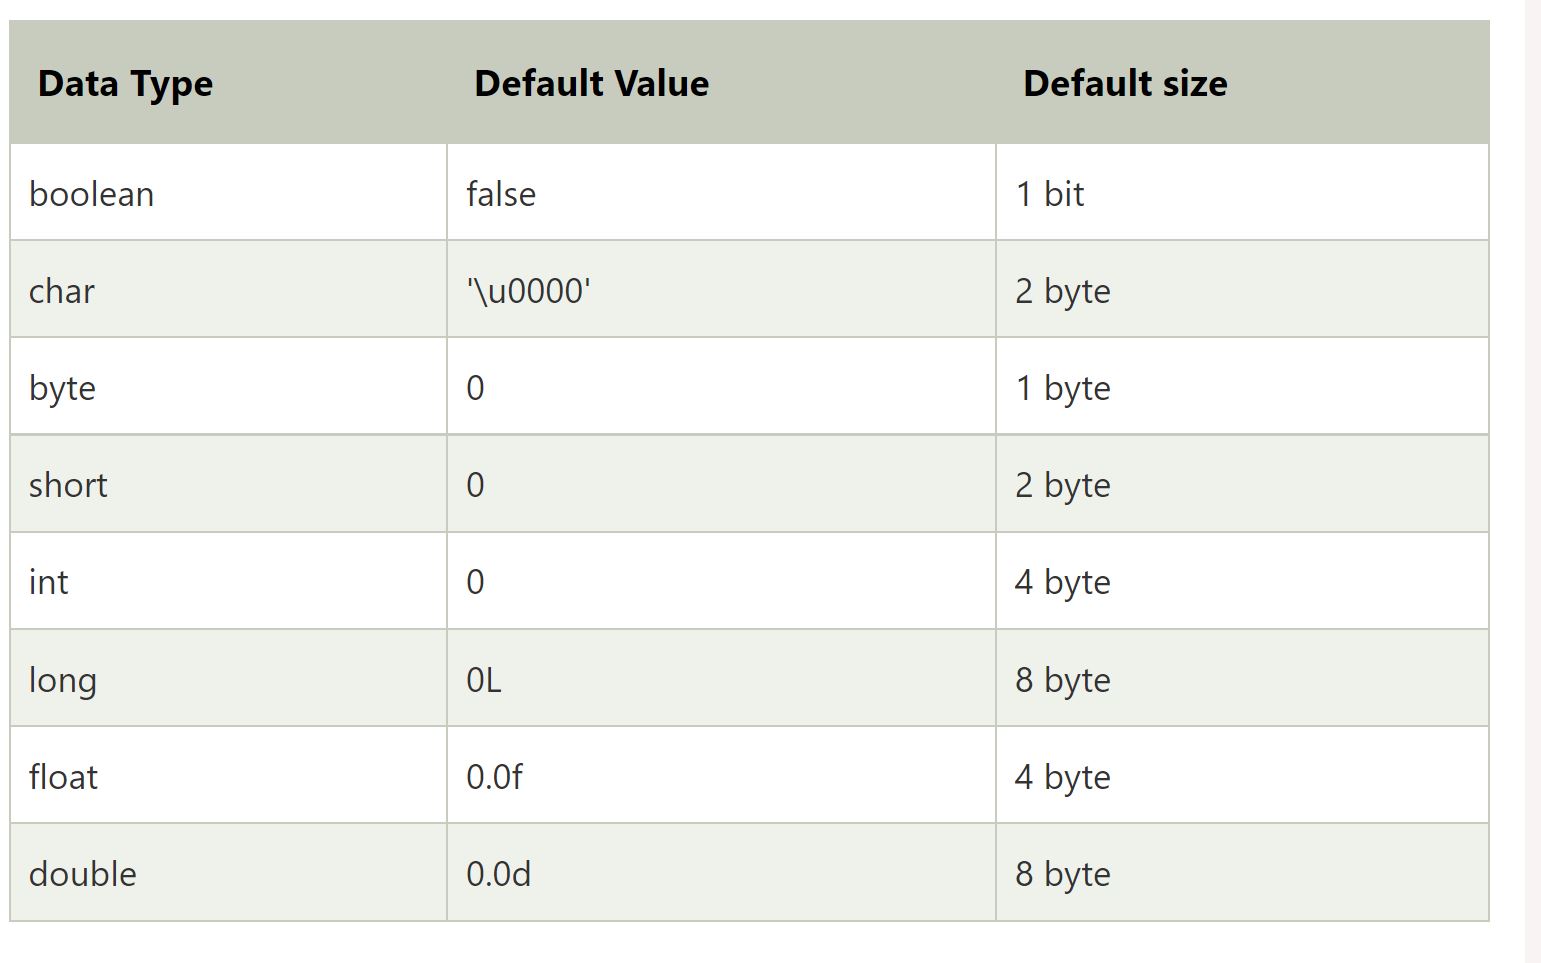 Data Type Default Value Default size
boolean false 1 bit
char '\u0000' 2 byte
byte 0 1 byte
short 0 2 byte
int 0 4 byte
long 0L 8 byte
float 0.0f 4 byte
double 0.0d 8 byte